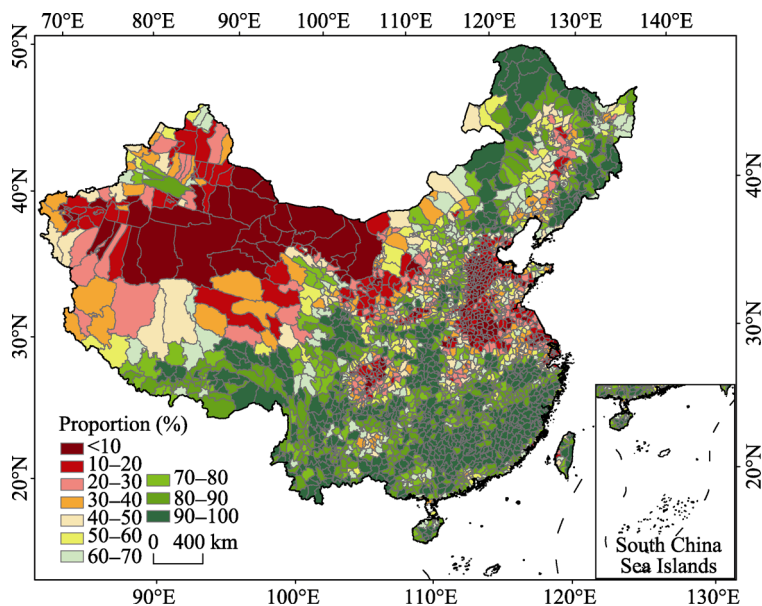 70°E 80°E 90°E 100°E 110°E 120°E 130°E 140°E
50°N
40°N 40°N
30°N 30°N
20°N 20°N
Proportion (%)
<10
10–20
20–30
30–40
40–50
50–60
60–70
70–80
80–90
90–100
0 400 km
South China
Sea Islands
90°E 100°E 110°E 120°E 130°E